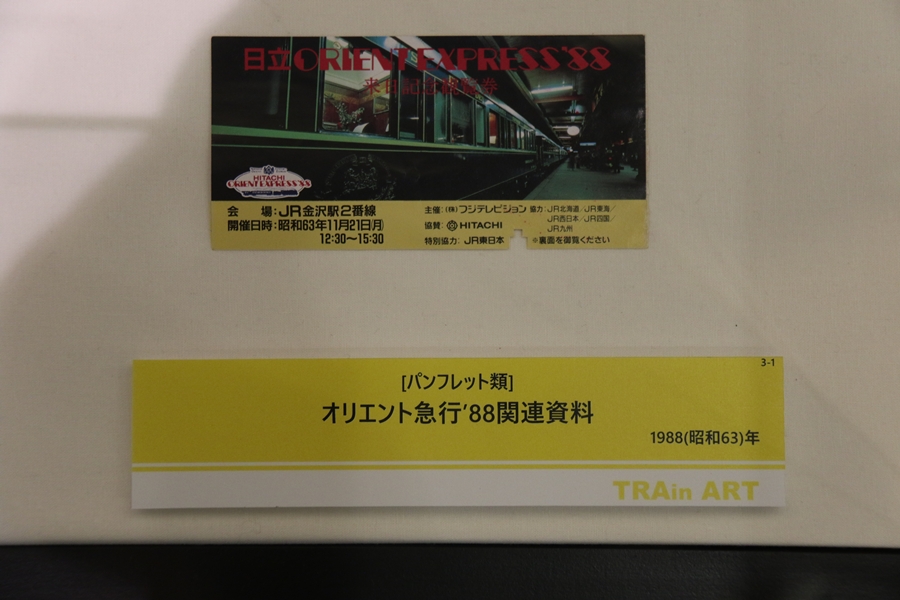 日立 ORIENT EXPRESS'88
来日記念観覧券
HITACHI
ORIENT EXPRESS'88
会　場：JR金沢駅2番線
開催日時：昭和63年11月21日(月)
12:30〜15:30
主催：(株)フジテレビジョン
協賛：HITACHI
特別協力：JR東日本
協力：JR北海道／JR東海／
JR西日本／JR四国／
JR九州
※裏面を御覧ください
3-1
[パンフレット類]
オリエント急行'88関連資料
1988(昭和63)年
TRAin ART